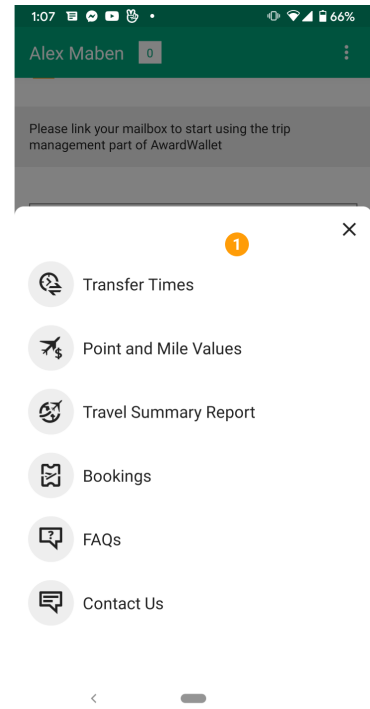 1:07
66%
Alex Maben 0
Please link your mailbox to start using the trip
management part of AwardWallet
1
Transfer Times
Point and Mile Values
Travel Summary Report
Bookings
FAQs
Contact Us